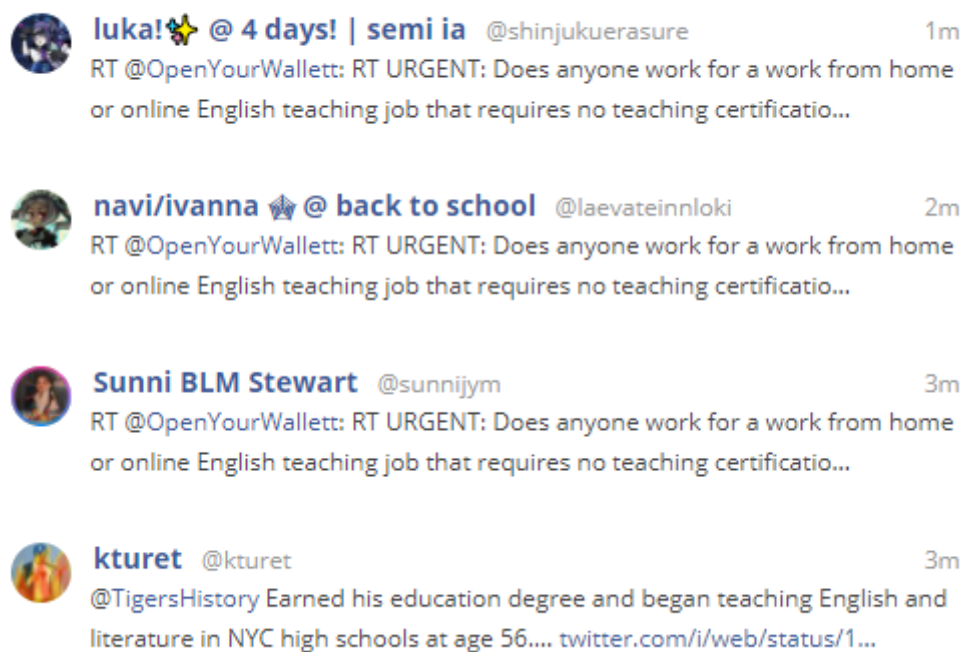 luka!✨ @ 4 days! | semi ia @shinjukuerasure 1m
RT @OpenYourWallett: RT URGENT: Does anyone work for a work from home
or online English teaching job that requires no teaching certificatio...
navi/ivanna @ back to school @laevateinnloki 2m
RT @OpenYourWallett: RT URGENT: Does anyone work for a work from home
or online English teaching job that requires no teaching certificatio...
Sunni BLM Stewart @sunnijym 3m
RT @OpenYourWallett: RT URGENT: Does anyone work for a work from home
or online English teaching job that requires no teaching certificatio...
kturet @kturet 3m
@TigersHistory Earned his education degree and began teaching English and
literature in NYC high schools at age 56.... twitter.com/i/web/status/1...